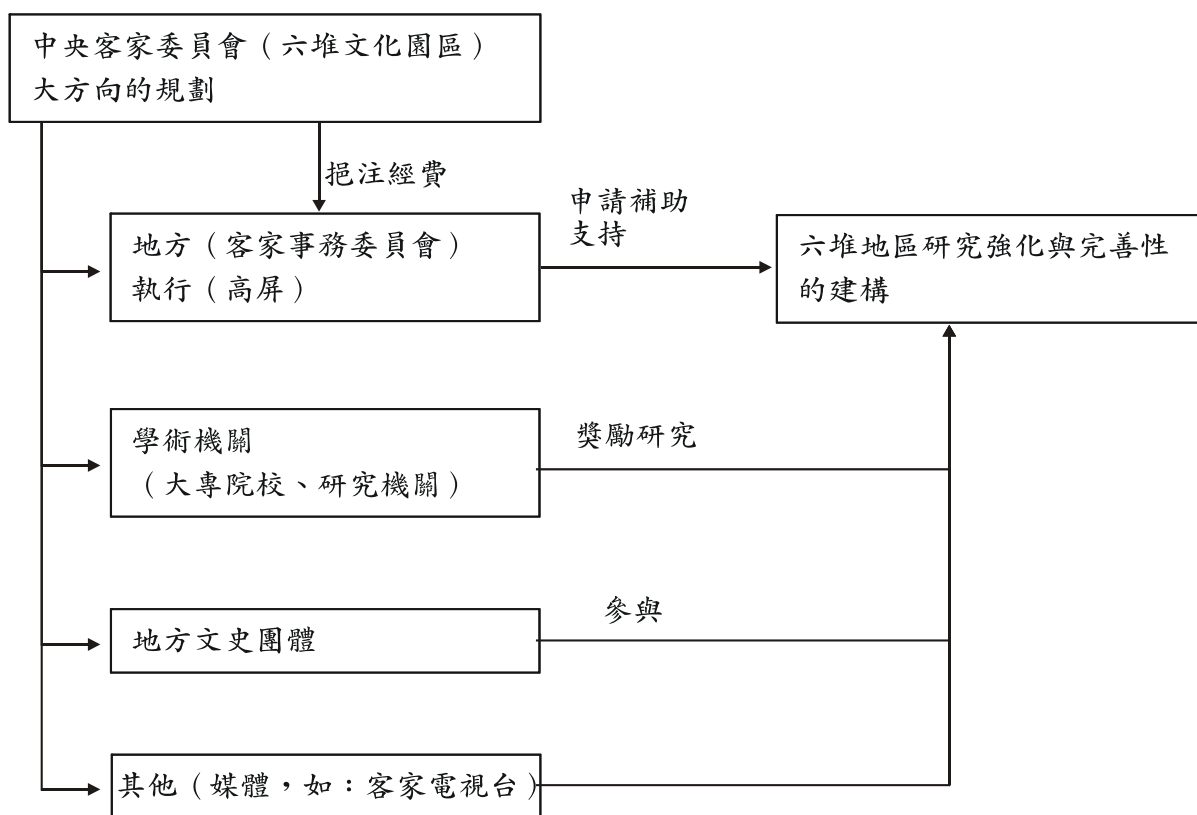 中央客家委員會（六堆文化園區）
大方向的規劃
挹注經費
申請補助
支持
地方（客家事務委員會）
執行（高屏）
六堆地區研究強化與完善性
的建構
學術機關
（大專院校、研究機關）
獎勵研究
地方文史團體
參與
其他（媒體，如：客家電視台）